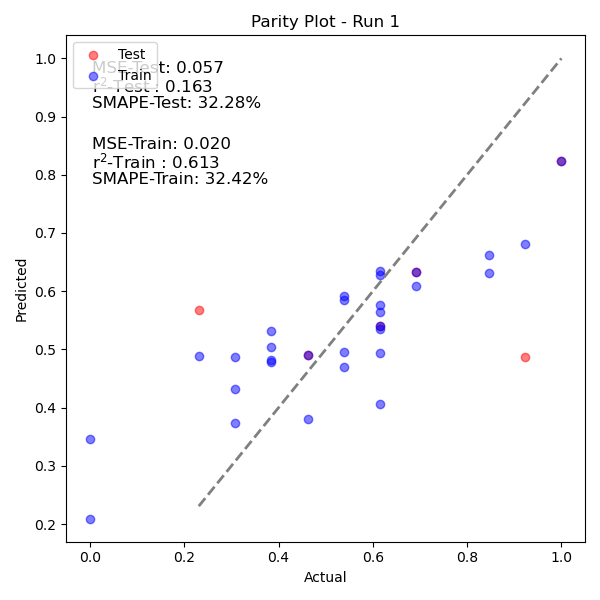 Parity Plot - Run 1
Test
Train
MSE-Test: 0.057
r²-Test : 0.163
SMAPE-Test: 32.28%
MSE-Train: 0.020
r²-Train : 0.613
SMAPE-Train: 32.42%
1.0
0.9
0.8
0.7
0.6
0.5
0.4
0.3
0.2
Predicted
0.0 0.2 0.4 0.6 0.8 1.0
Actual